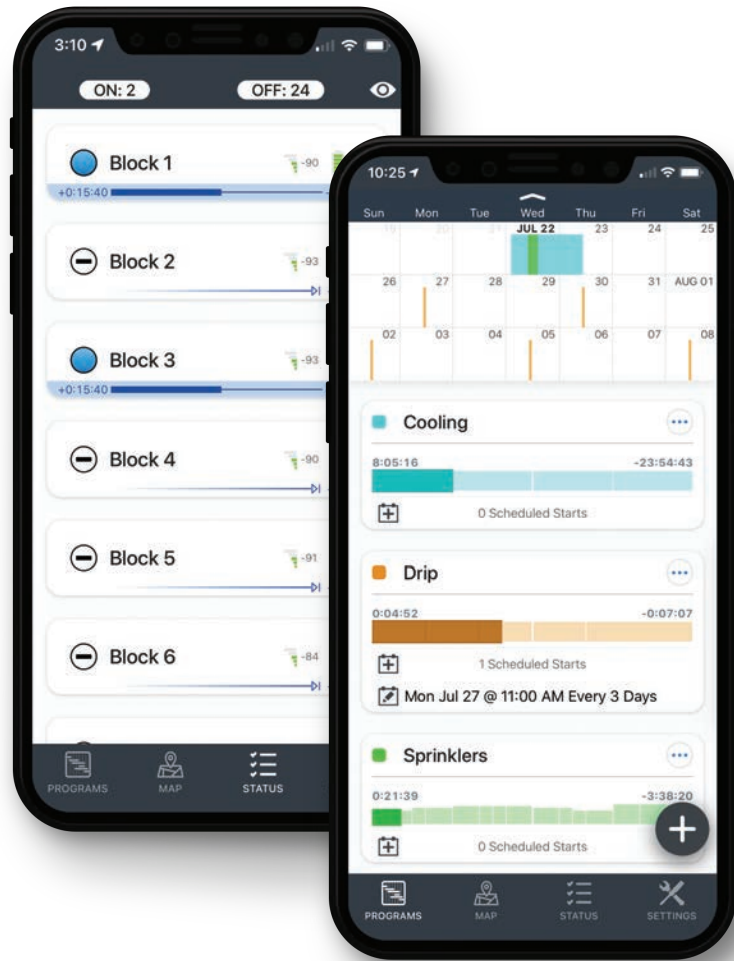 3:10
ON: 2
OFF: 24
Block 1
-90
+0:15:40
Block 2
-93
Block 3
-93
+0:15:40
Block 4
-90
Block 5
-91
Block 6
-84
PROGRAMS
MAP
STATUS
10:25
Sun Mon Tue Wed Thu Fri Sat
19 20 21 JUL 22 23 24 25
26 27 28 29 30 31 AUG 01
02 03 04 05 06 07 08
Cooling
8:05:16 -23:54:43
0 Scheduled Starts
Drip
0:04:52 -0:07:07
1 Scheduled Starts
Mon Jul 27 @ 11:00 AM Every 3 Days
Sprinklers
0:21:39 -3:38:20
0 Scheduled Starts
PROGRAMS MAP STATUS SETTINGS